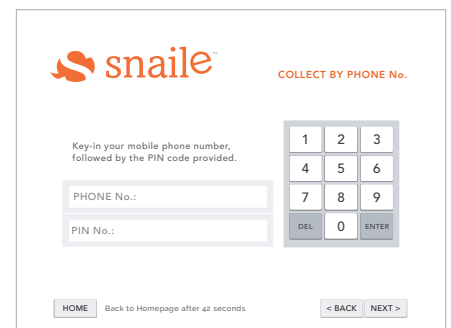 snaile™
COLLECT BY PHONE No.
Key-in your mobile phone number,
followed by the PIN code provided.
PHONE No.:
PIN No.:
1 2 3
4 5 6
7 8 9
DEL 0 ENTER
HOME Back to Homepage after 42 seconds < BACK NEXT >